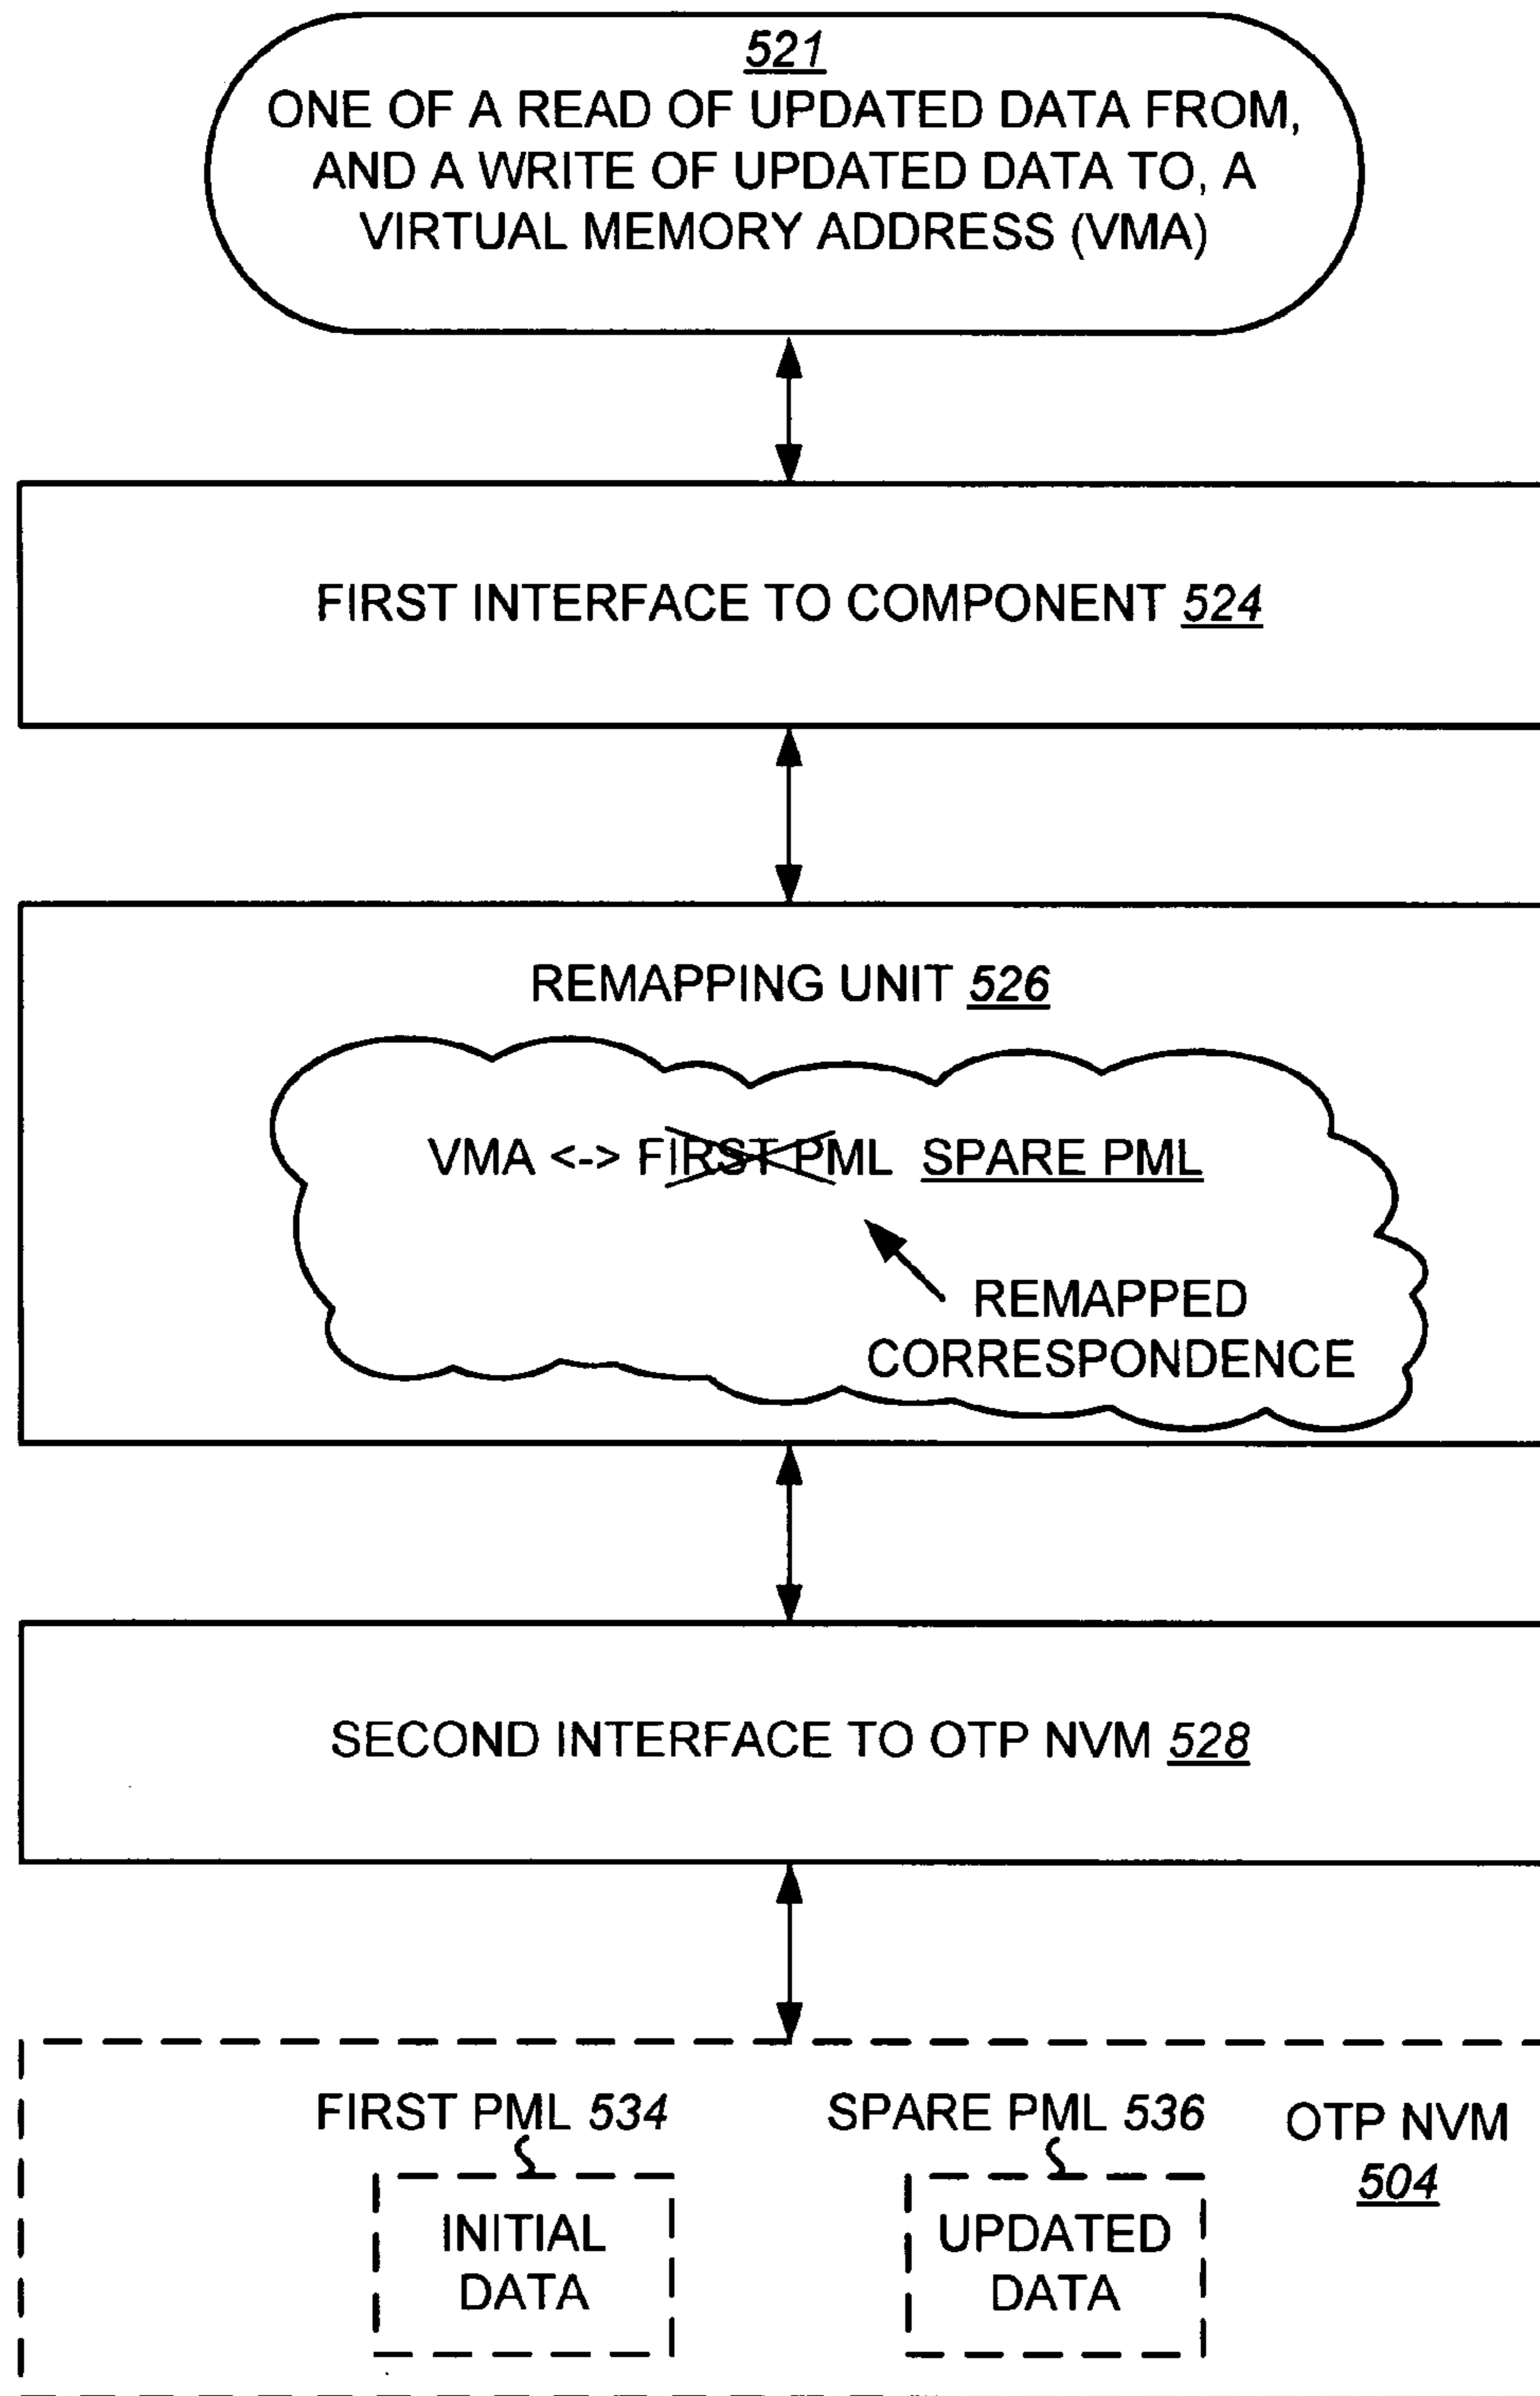 521
ONE OF A READ OF UPDATED DATA FROM,
AND A WRITE OF UPDATED DATA TO, A
VIRTUAL MEMORY ADDRESS (VMA)
FIRST INTERFACE TO COMPONENT 524
REMAPPING UNIT 526
VMA <-> FIRST PML SPARE PML
REMAPPED
CORRESPONDENCE
SECOND INTERFACE TO OTP NVM 528
FIRST PML 534
SPARE PML 536
OTP NVM
504
INITIAL
DATA
UPDATED
DATA